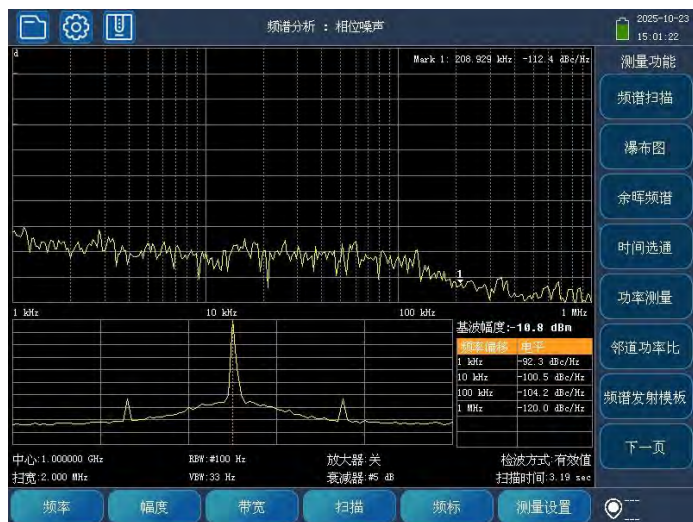 频谱分析 : 相位噪声
2025-10-23
15:01:22
d
Mark 1: 208.929 kHz -112.4 dBc/Hz
测量功能
频谱扫描
瀑布图
余晖频谱
时间选通
功率测量
邻道功率比
频谱发射模板
下一页
1
1 kHz 10 kHz 100 kHz 1 MHz
基波幅度:-10.8 dBm
频率偏移 电平
1 kHz -92.3 dBc/Hz
10 kHz -100.5 dBc/Hz
100 kHz -104.2 dBc/Hz
1 MHz -120.0 dBc/Hz
中心:1.000000 GHz RBW:#100 Hz 放大器:关 检波方式:有效值
扫宽:2.000 MHz VBW:33 Hz 衰减器:#5 dB 扫描时间:3.19 sec
频率 幅度 带宽 扫描 频标 测量设置
---
---